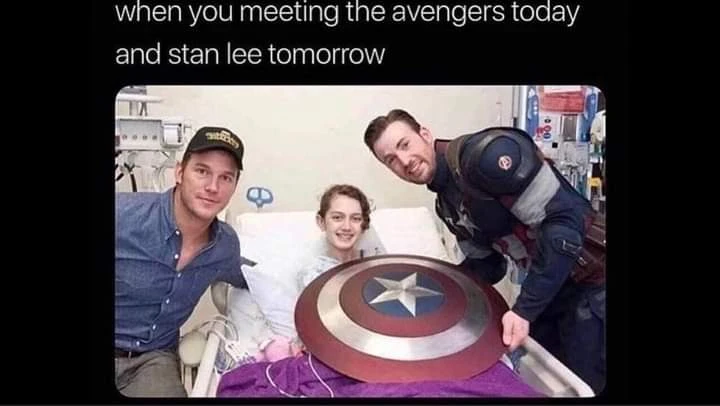 when you meeting the avengers today
and stan lee tomorrow